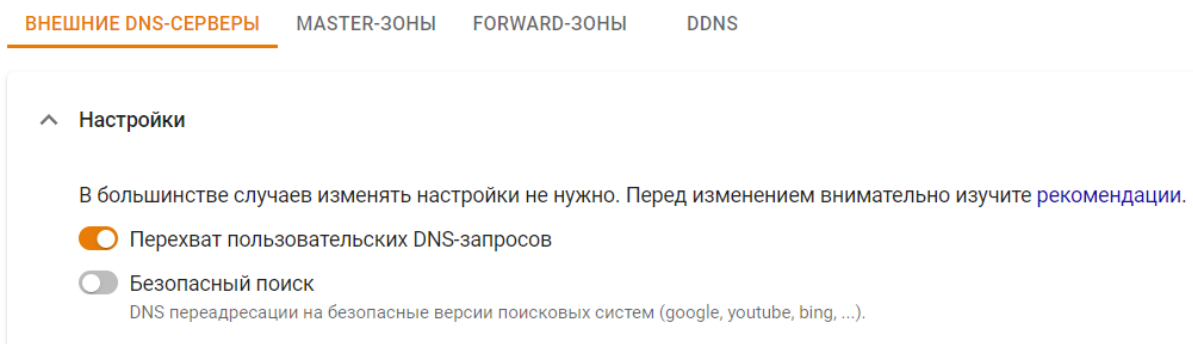 ВНЕШНИЕ DNS-СЕРВЕРЫ MASTER-ЗОНЫ FORWARD-ЗОНЫ DDNS
Настройки
В большинстве случаев изменять настройки не нужно. Перед изменением внимательно изучите рекомендации.
Перехват пользовательских DNS-запросов
Безопасный поиск
DNS переадресации на безопасные версии поисковых систем (google, youtube, bing, ...).